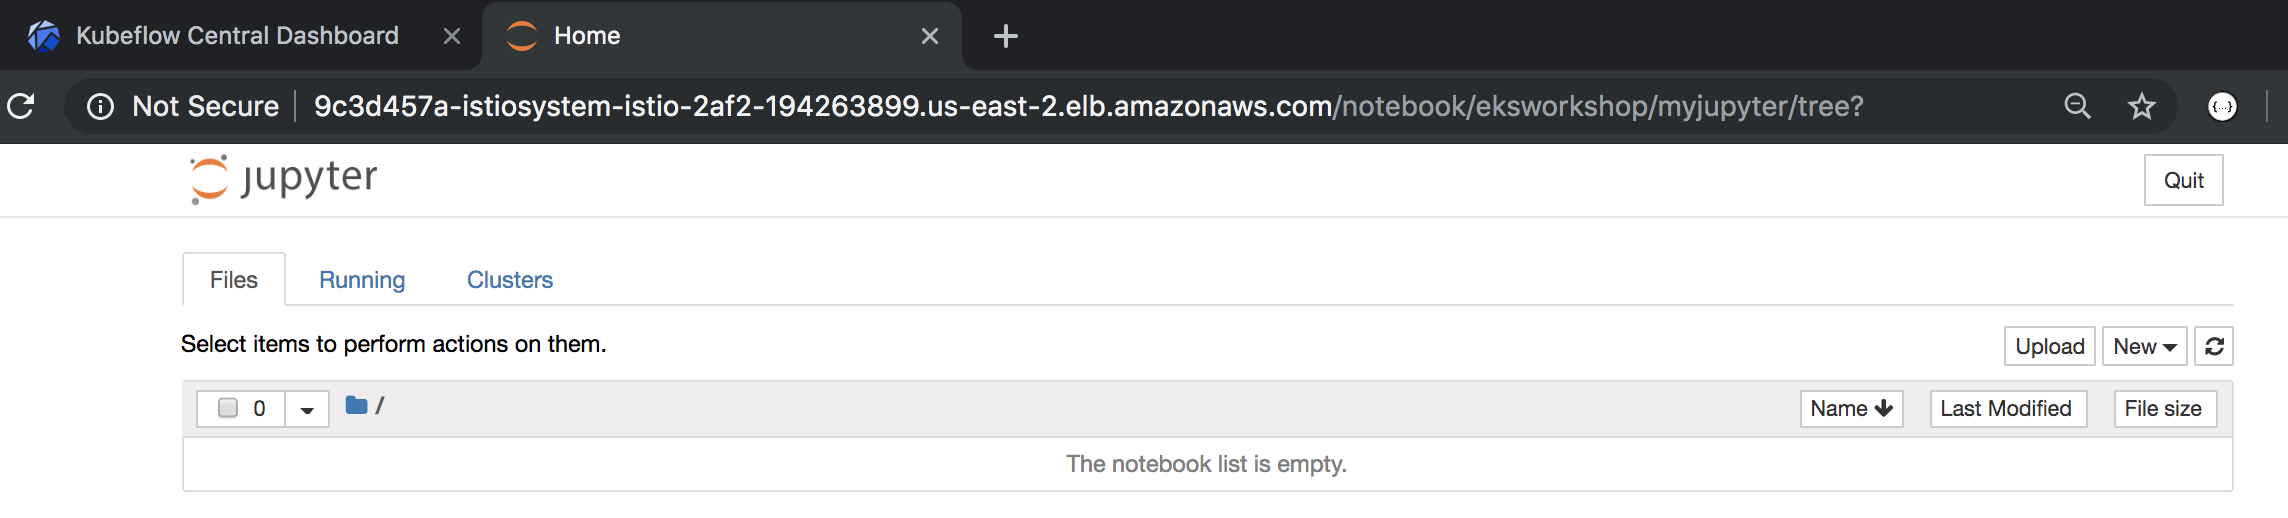 Kubeflow Central Dashboard Home
Not Secure 9c3d457a-istiosystem-istio-2af2-194263899.us-east-2.elb.amazonaws.com/notebook/eksworkshop/myjupyter/tree? {...}
jupyter Quit
Files Running Clusters
Select items to perform actions on them. Upload New
0 / Name Last Modified File size
The notebook list is empty.